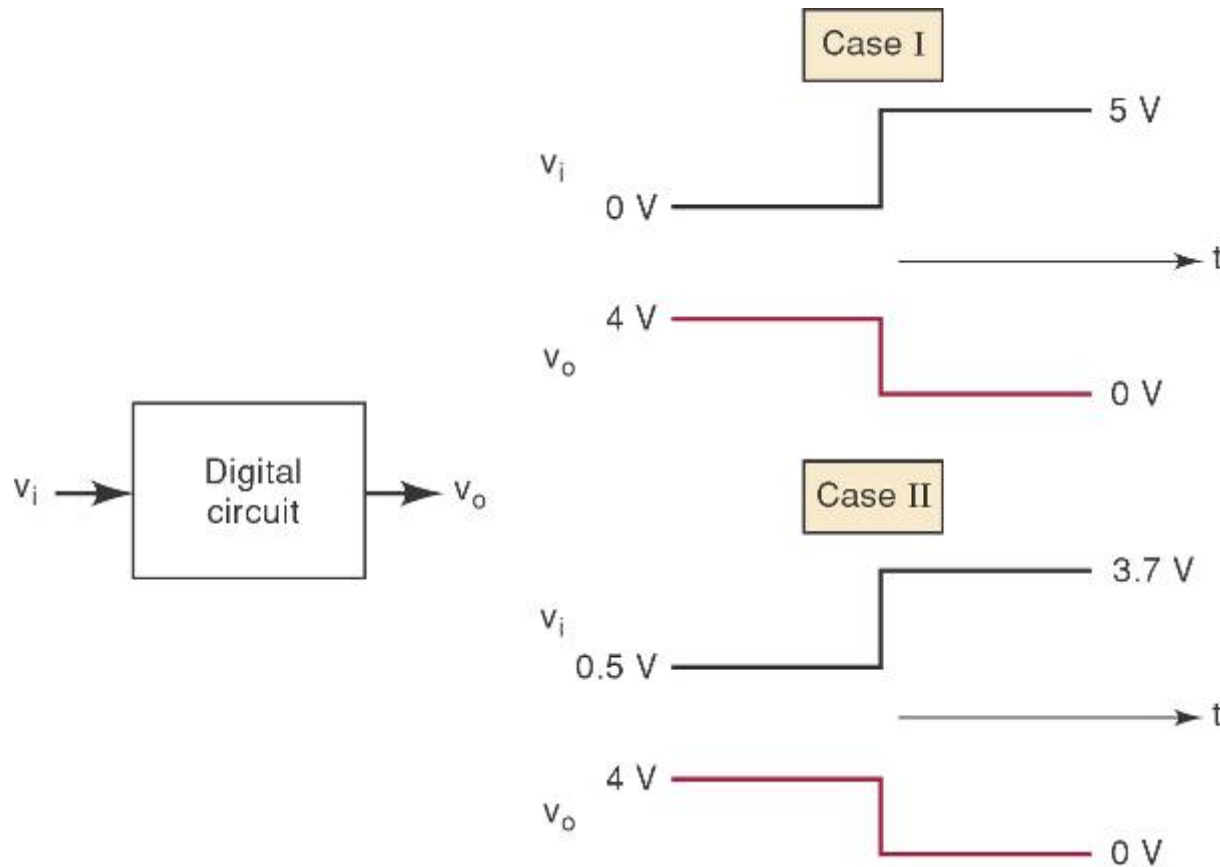 Case I
5 V
vi
0 V
t
4 V
vo
0 V
Digital
circuit
vi
vo
Case II
3.7 V
vi
0.5 V
t
4 V
vo
0 V